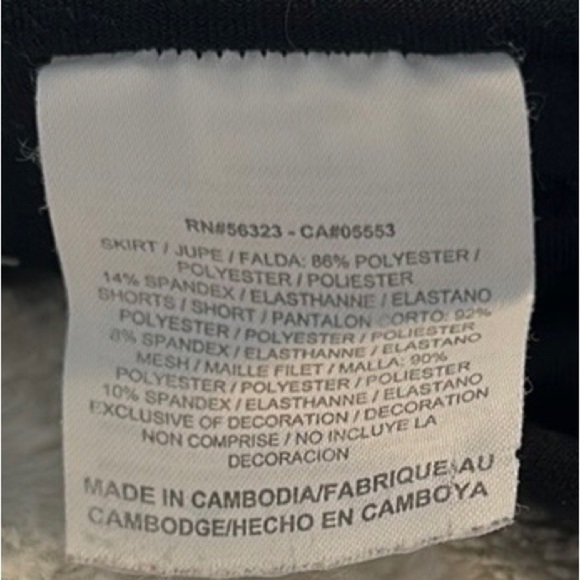 RN#56323 - CA#05553
SKIRT / JUPE / FALDA: 86% POLYESTER /
POLYESTER / POLIESTER
14% SPANDEX / ELASTHANNE / ELASTANO
SHORTS / SHORT / PANTALON CORTO: 92%
POLYESTER / POLYESTER / POLIESTER
8% SPANDEX / ELASTHANNE / ELASTANO
MESH / MAILLE FILET / MALLA: 90%
POLYESTER / POLYESTER / POLIESTER
10% SPANDEX / ELASTHANNE / ELASTANO
EXCLUSIVE OF DECORATION / DECORATION
NON COMPRISE / NO INCLUYE LA
DECORACION
MADE IN CAMBODIA/FABRIQUE AU
CAMBODGE/HECHO EN CAMBOYA